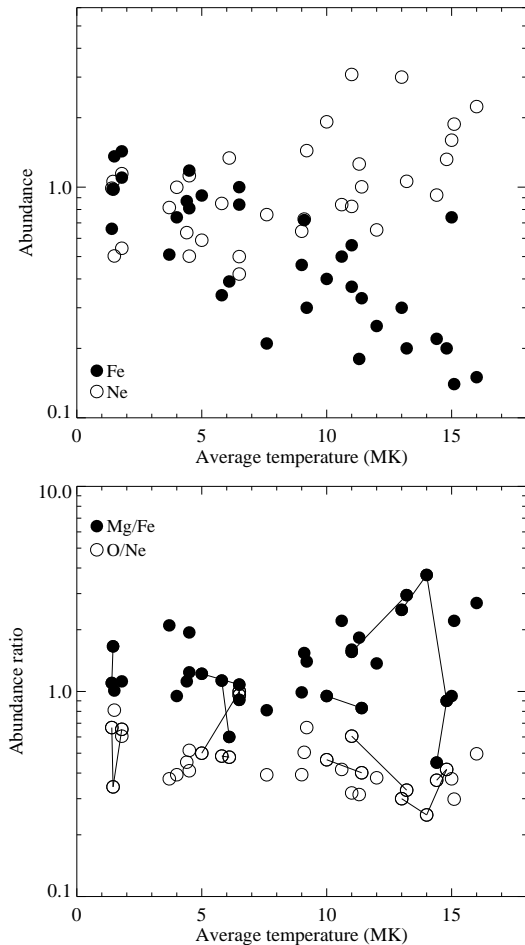 Abundance
1.0
0.1
Fe
Ne
0
5
10
15
Average temperature (MK)
10.0
Mg/Fe
O/Ne
Abundance ratio
1.0
0.1
0
5
10
15
Average temperature (MK)